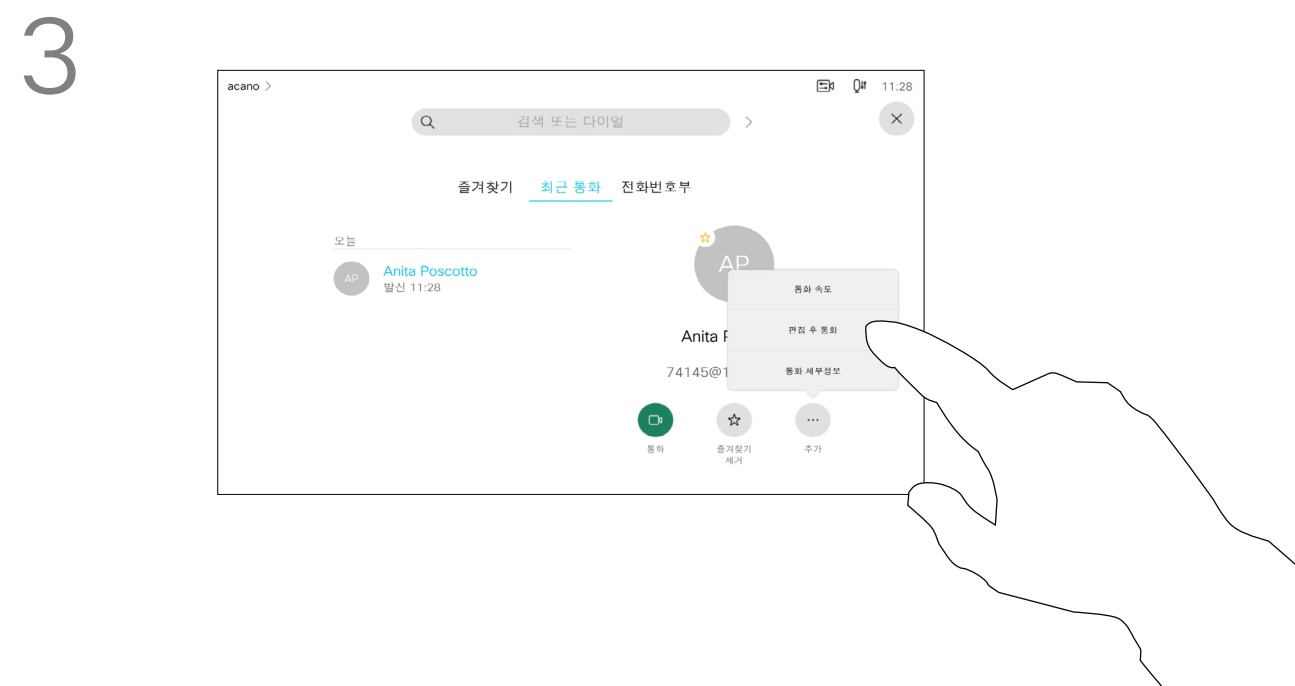 3
acano >
11:28
검색 또는 다이얼
즐겨찾기 최근 통화 전화번호부
오늘
AP
Anita Poscotto
발신 11:28
AP
통화 속도
편집 후 통화
통화 세부정보
Anita
74145@1
통화
즐겨찾기
제거
추가